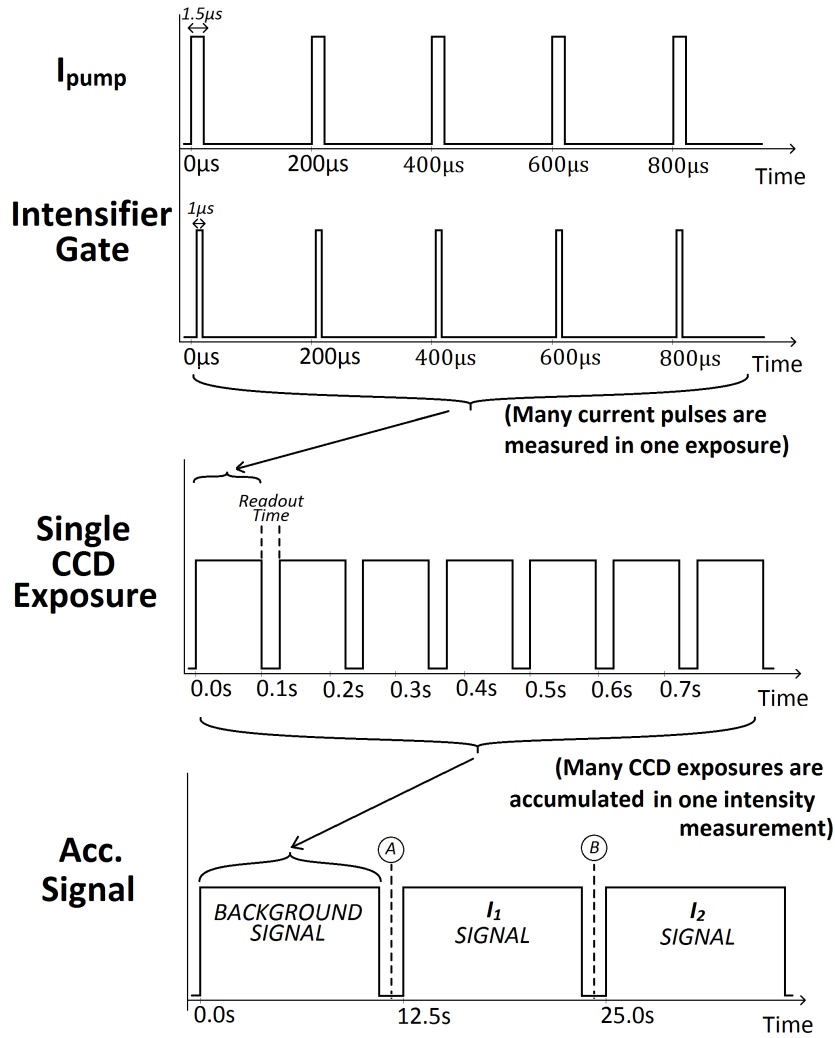 1.5µs
I pump
0µs 200µs 400µs 600µs 800µs
Time
Intensifier
Gate
1µs
0µs 200µs 400µs 600µs 800µs
Time
(Many current pulses are
measured in one exposure)
Readout
Time
Single
CCD
Exposure
0.0s 0.1s 0.2s 0.3s 0.4s 0.5s 0.6s 0.7s
Time
(Many CCD exposures are
accumulated in one intensity
measurement)
Acc.
Signal
A
B
BACKGROUND
SIGNAL
I1
SIGNAL
I2
SIGNAL
0.0s 12.5s 25.0s
Time